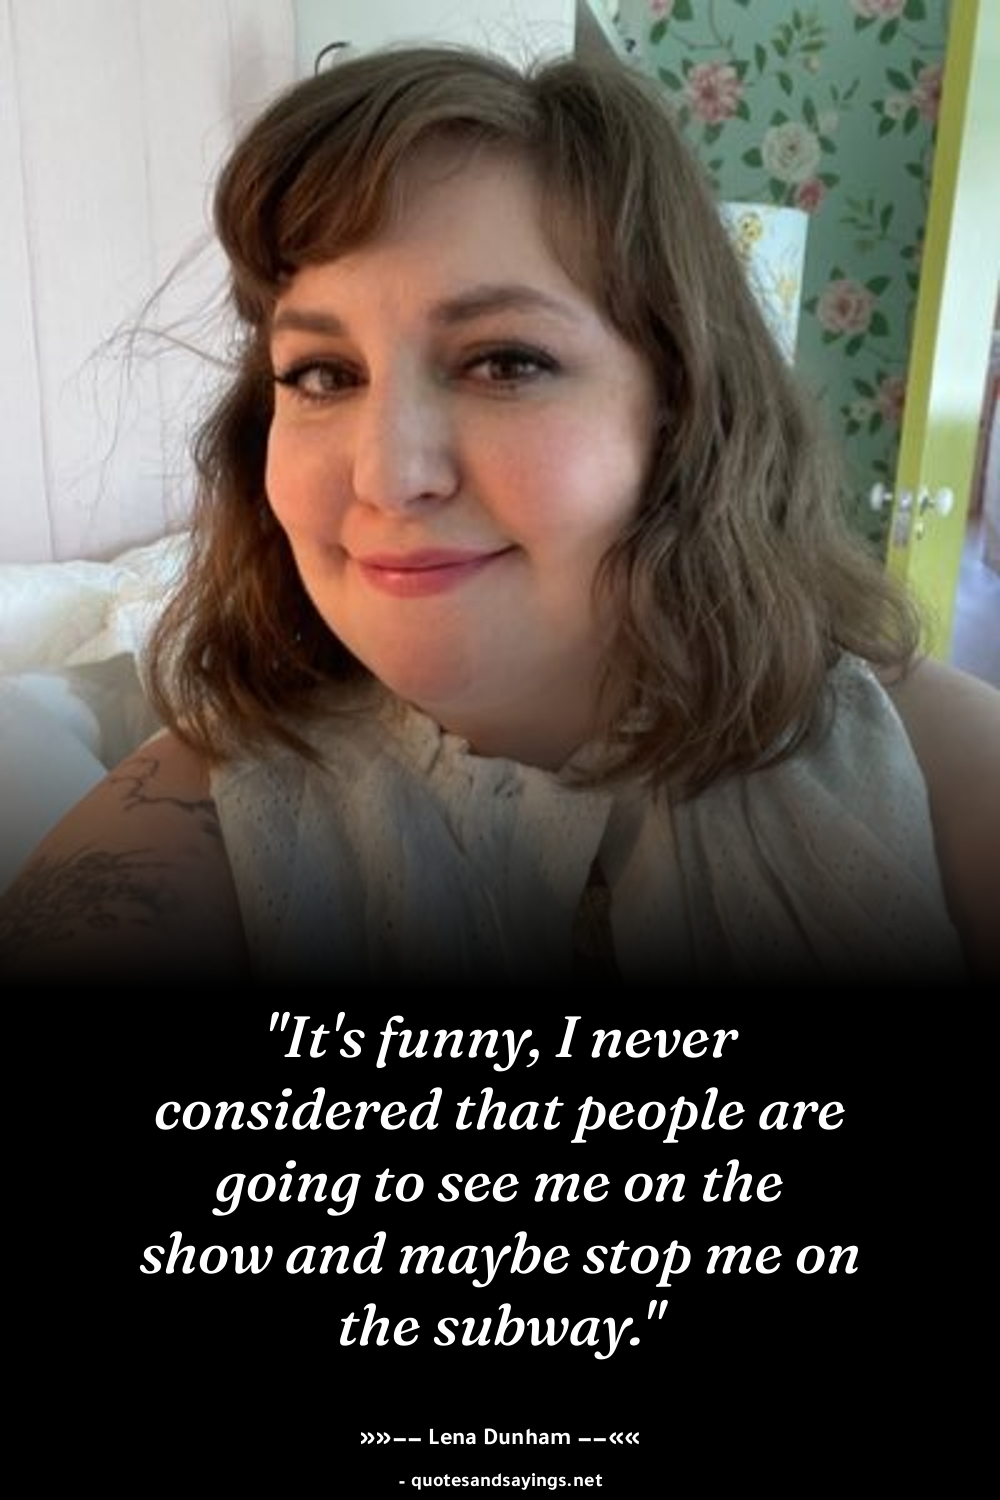 "It's funny, I never
considered that people are
going to see me on the
show and maybe stop me on
the subway."
»»−− Lena Dunham −−««
- quotesandsayings.net